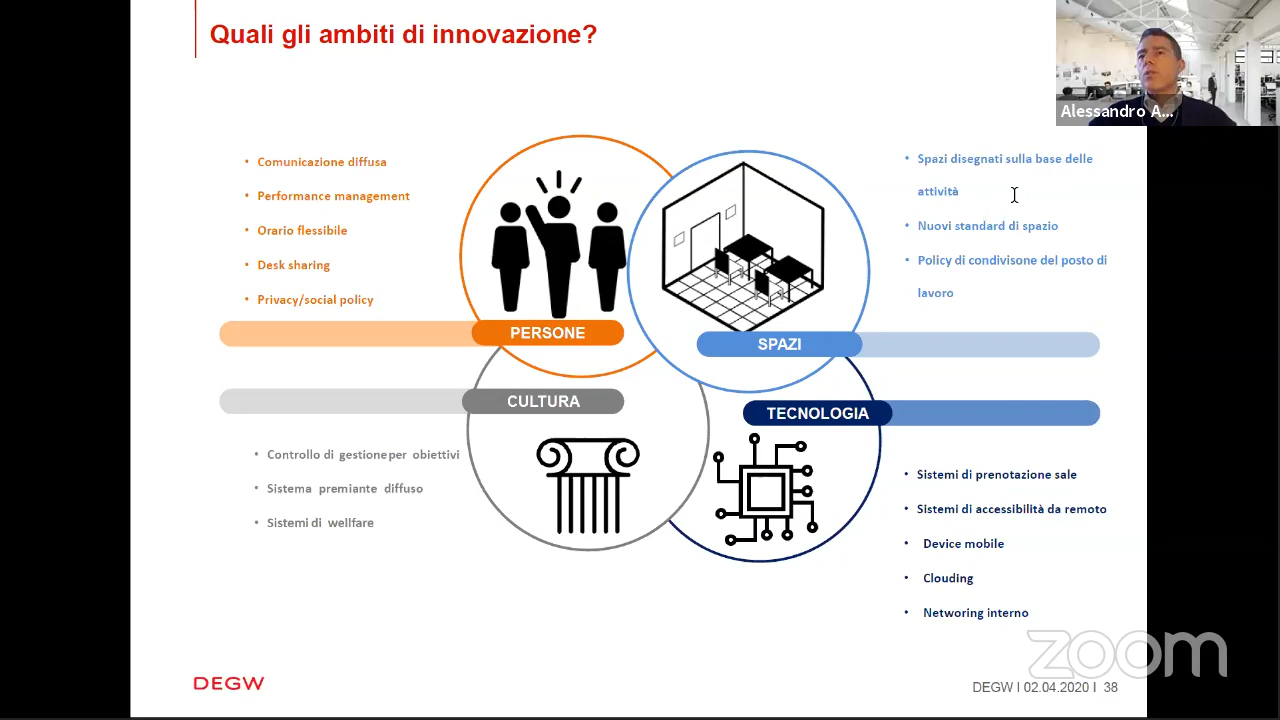 Quali gli ambiti di innovazione?
Alessandro A...
• Comunicazione diffusa
• Performance management
• Orario flessibile
• Desk sharing
• Privacy/social policy
PERSONE
• Spazi disegnati sulla base delle
attività
• Nuovi standard di spazio
• Policy di condivisone del posto di
lavoro
SPAZI
CULTURA
• Controllo di gestione per obiettivi
• Sistema premiante diffuso
• Sistemi di wellfare
TECNOLOGIA
• Sistemi di prenotazione sale
• Sistemi di accessibilità da remoto
• Device mobile
• Clouding
• Networing interno
zoom
DEGW
DEGW I 02.04.2020 I 38